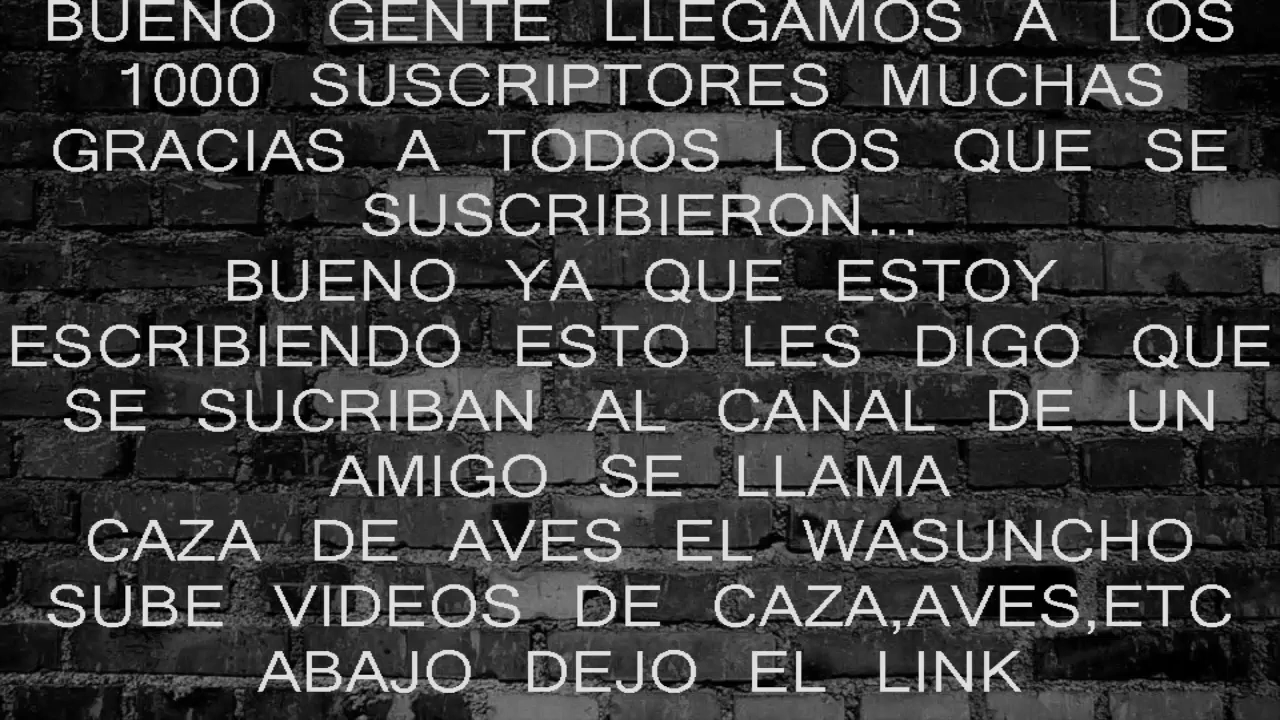 BUENO GENTE LLEGAMOS A LOS
1000 SUSCRIPTORES MUCHAS
GRACIAS A TODOS LOS QUE SE
SUSCRIBIERON...
BUENO YA QUE ESTOY
ESCRIBIENDO ESTO LES DIGO QUE
SE SUCRIBAN AL CANAL DE UN
AMIGO SE LLAMA
CAZA DE AVES EL WASUNCHO
SUBE VIDEOS DE CAZA,AVES,ETC
ABAJO DEJO EL LINK